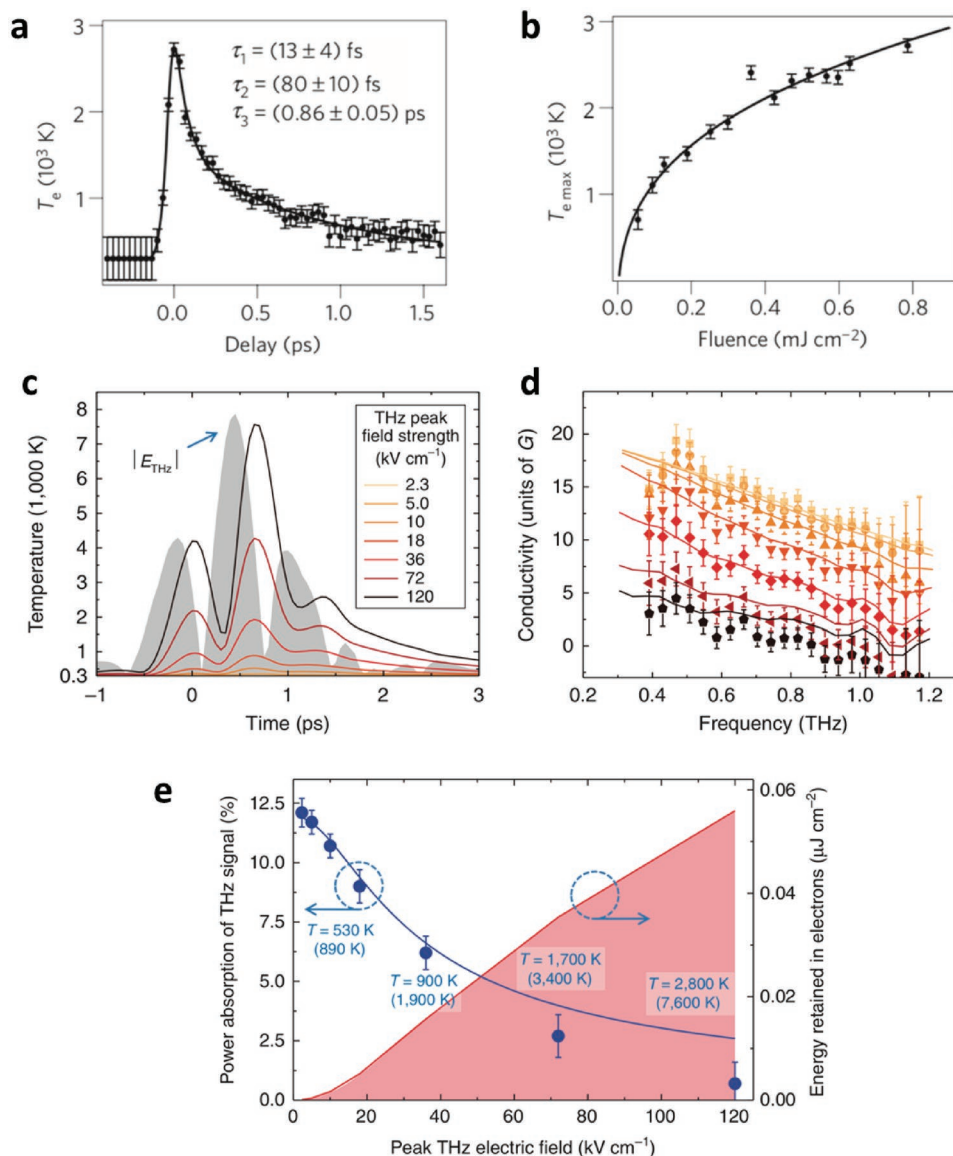 a
3
2
1
Tₑ (10³ K)
τ₁ = (13 ± 4) fs
τ₂ = (80 ± 10) fs
τ₃ = (0.86 ± 0.05) ps
0.0 0.5 1.0 1.5
Delay (ps)
b
3
2
1
Tₑ ₘₐₓ (10³ K)
0.0 0.2 0.4 0.6 0.8
Fluence (mJ cm⁻²)
c
8
7
6
5
4
3
2
1
0.3
Temperature (1,000 K)
|E_THz|
THz peak
field strength
(kV cm⁻¹)
2.3
5.0
10
18
36
72
120
−1 0 1 2 3
Time (ps)
d
20
15
10
5
0
Conductivity (units of G)
0.2 0.4 0.6 0.8 1.0 1.2
Frequency (THz)
e
12.5
10.0
7.5
5.0
2.5
0.0
Power absorption of THz signal (%)
T = 530 K
(890 K)
T = 900 K
(1,900 K)
T = 1,700 K
(3,400 K)
T = 2,800 K
(7,600 K)
0.06
0.04
0.02
0.00
Energy retained in electrons (μJ cm⁻²)
0 20 40 60 80 100 120
Peak THz electric field (kV cm⁻¹)